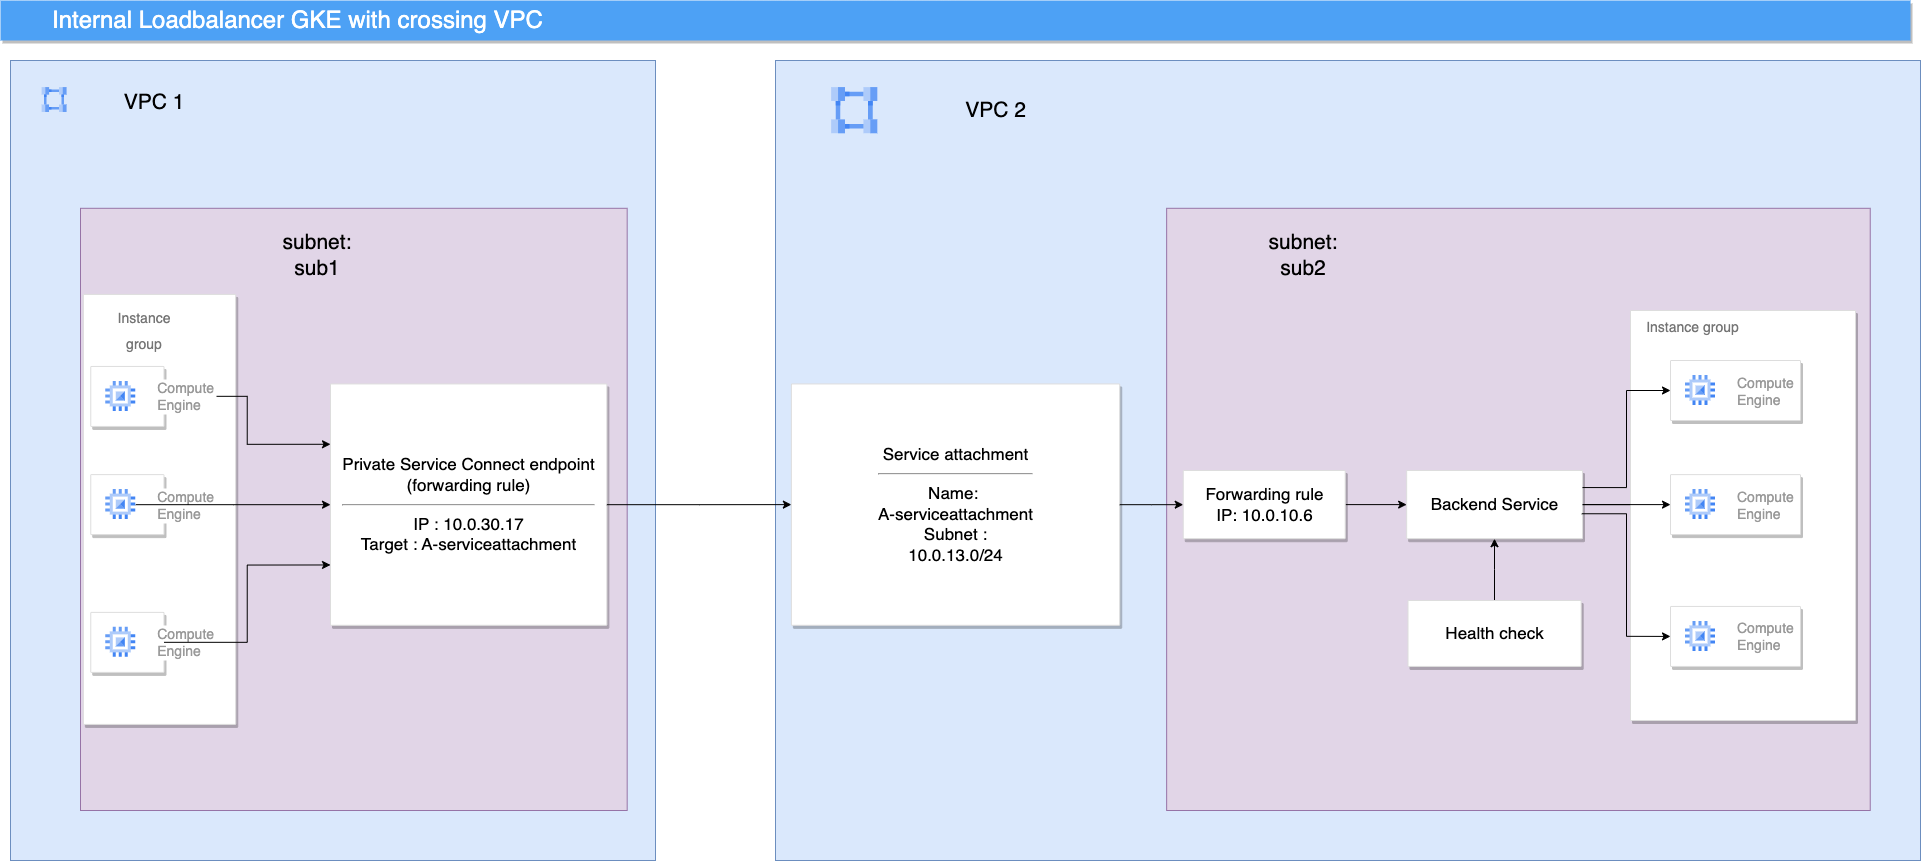 Internal Loadbalancer GKE with crossing VPC
VPC 1
subnet:
sub1
Instance
group
Compute
Engine
Compute
Engine
Compute
Engine
Private Service Connect endpoint
(forwarding rule)
IP : 10.0.30.17
Target : A-serviceattachment
VPC 2
Service attachment
Name:
A-serviceattachment
Subnet :
10.0.13.0/24
subnet:
sub2
Forwarding rule
IP: 10.0.10.6
Backend Service
Health check
Instance group
Compute
Engine
Compute
Engine
Compute
Engine